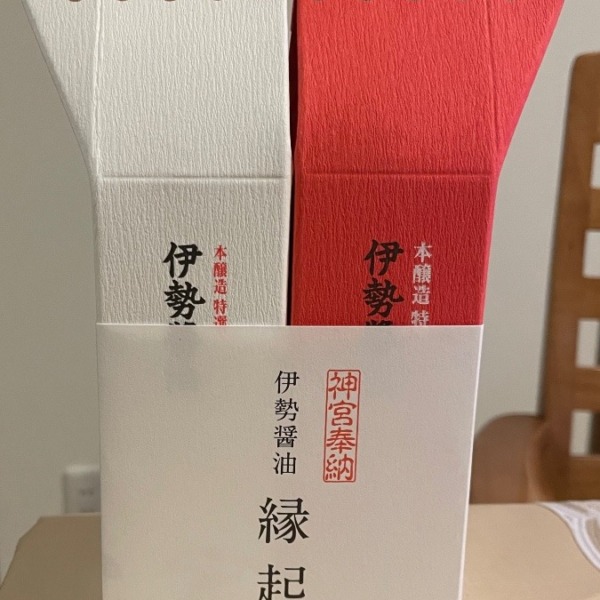 本醸造 特
伊勢
本醸造 特選
伊勢
神宮奉納
伊勢醤油
縁起